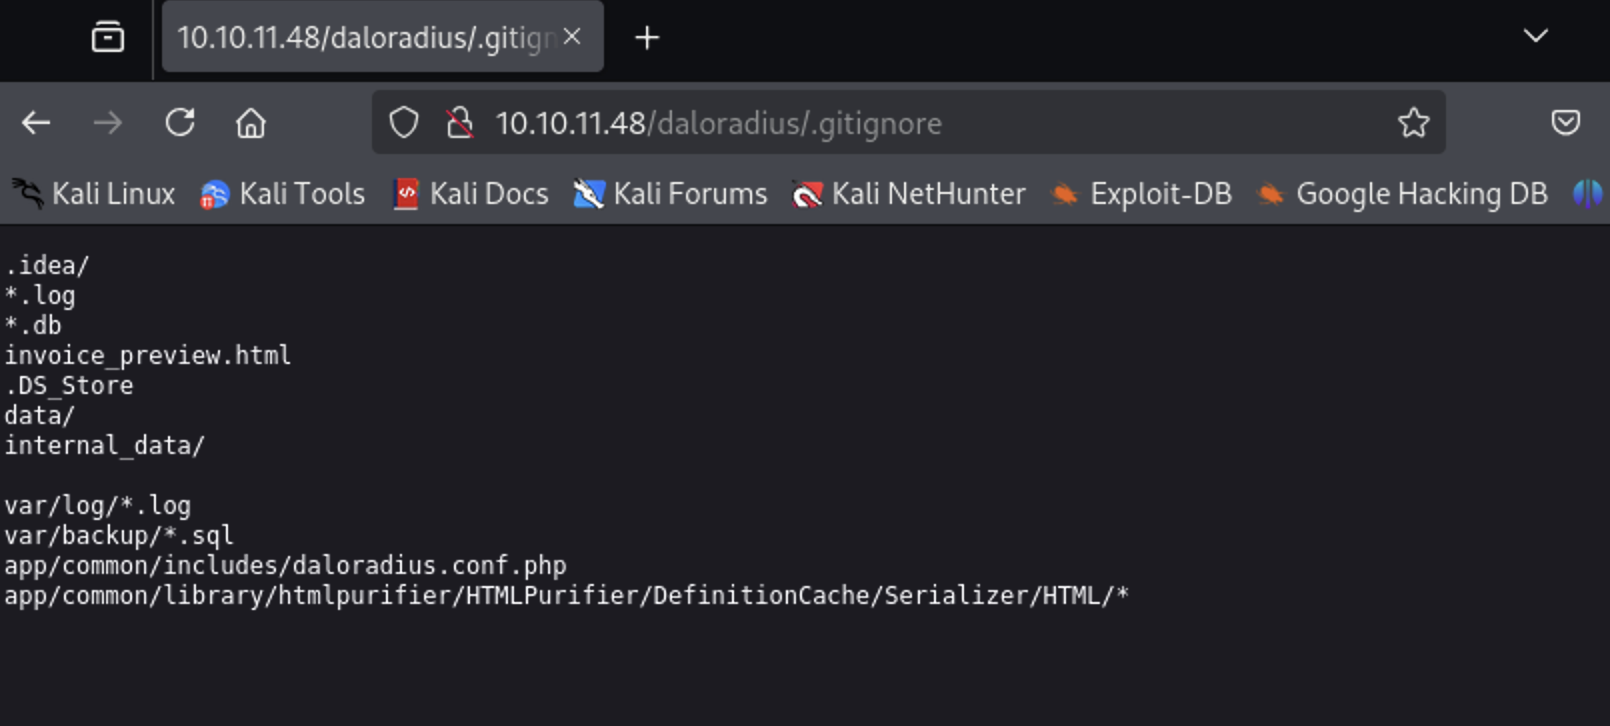 10.10.11.48/daloradius/.gitign
10.10.11.48/daloradius/.gitignore
Kali Linux Kali Tools Kali Docs Kali Forums Kali NetHunter Exploit-DB Google Hacking DB
.idea/
*.log
*.db
invoice_preview.html
.DS_Store
data/
internal_data/
var/log/*.log
var/backup/*.sql
app/common/includes/daloradius.conf.php
app/common/library/htmlpurifier/HTMLPurifier/DefinitionCache/Serializer/HTML/*